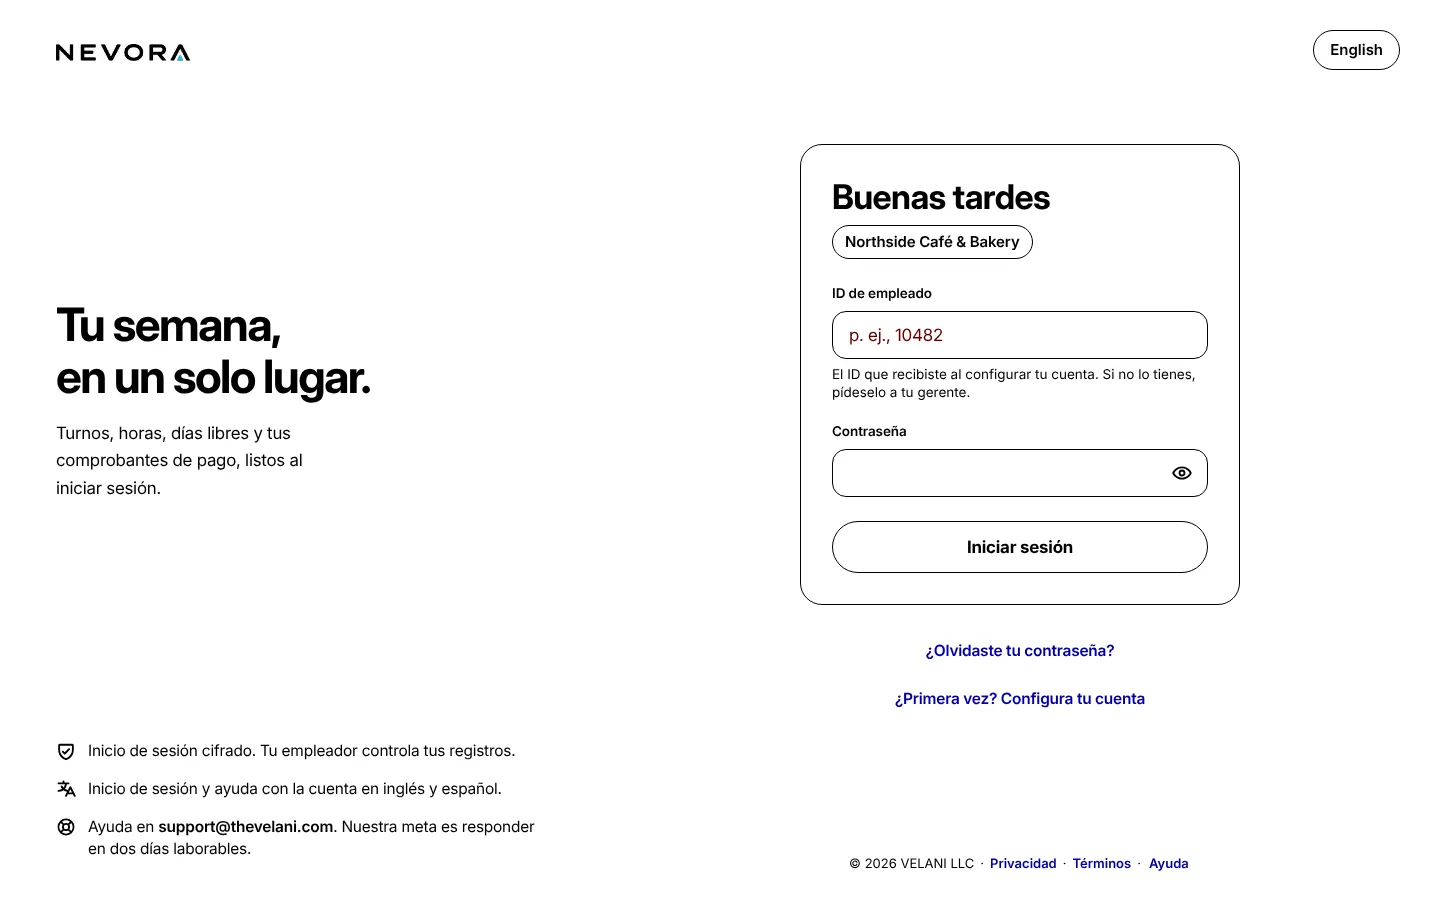 NEVORA
English
Tu semana,
en un solo lugar.
Turnos, horas, días libres y tus
comprobantes de pago, listos al
iniciar sesión.
Inicio de sesión cifrado. Tu empleador controla tus registros.
Inicio de sesión y ayuda con la cuenta en inglés y español.
Ayuda en support@thevelani.com. Nuestra meta es responder
en dos días laborables.
Buenas tardes
Northside Café & Bakery
ID de empleado
p. ej., 10482
El ID que recibiste al configurar tu cuenta. Si no lo tienes,
pídeselo a tu gerente.
Contraseña
Iniciar sesión
¿Olvidaste tu contraseña?
¿Primera vez? Configura tu cuenta
© 2026 VELANI LLC · Privacidad · Términos · Ayuda